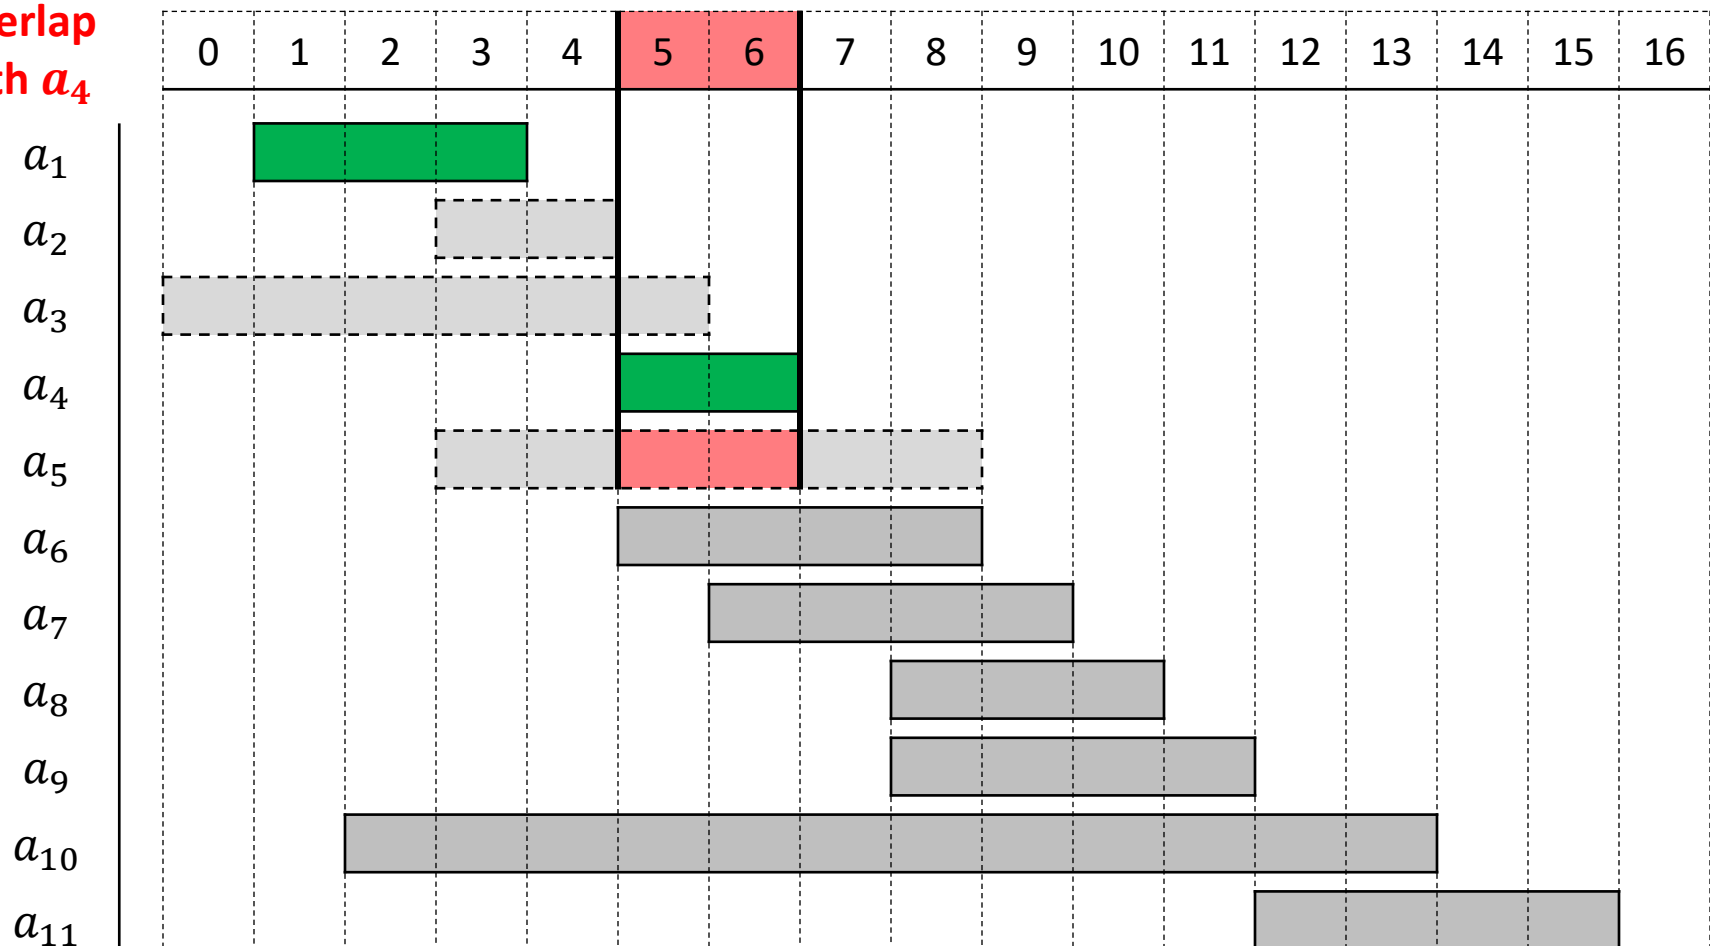 erlap
th a₄
0 1 2 3 4 5 6 7 8 9 10 11 12 13 14 15 16
a₁
a₂
a₃
a₄
a₅
a₆
a₇
a₈
a₉
a₁₀
a₁₁